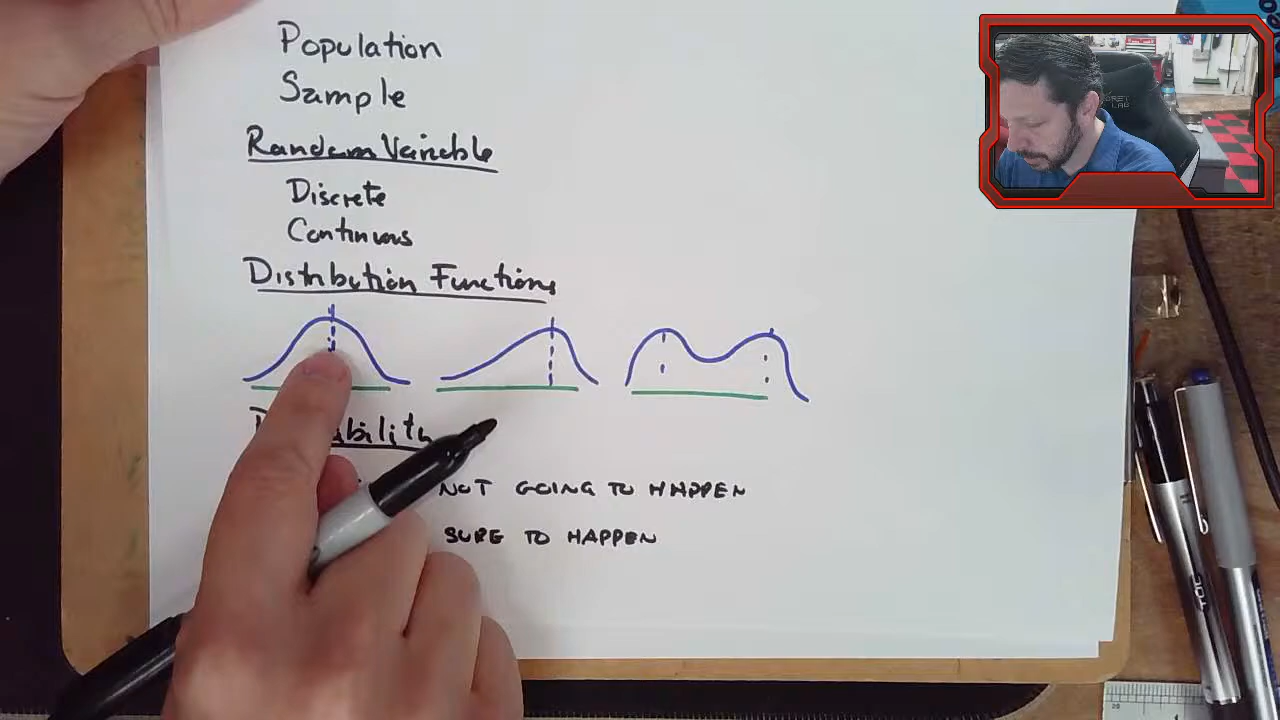 Population
Sample
Random Variable
Discrete
Continuous
Distribution Functions
NOT GOING TO HAPPEN
SURE TO HAPPEN